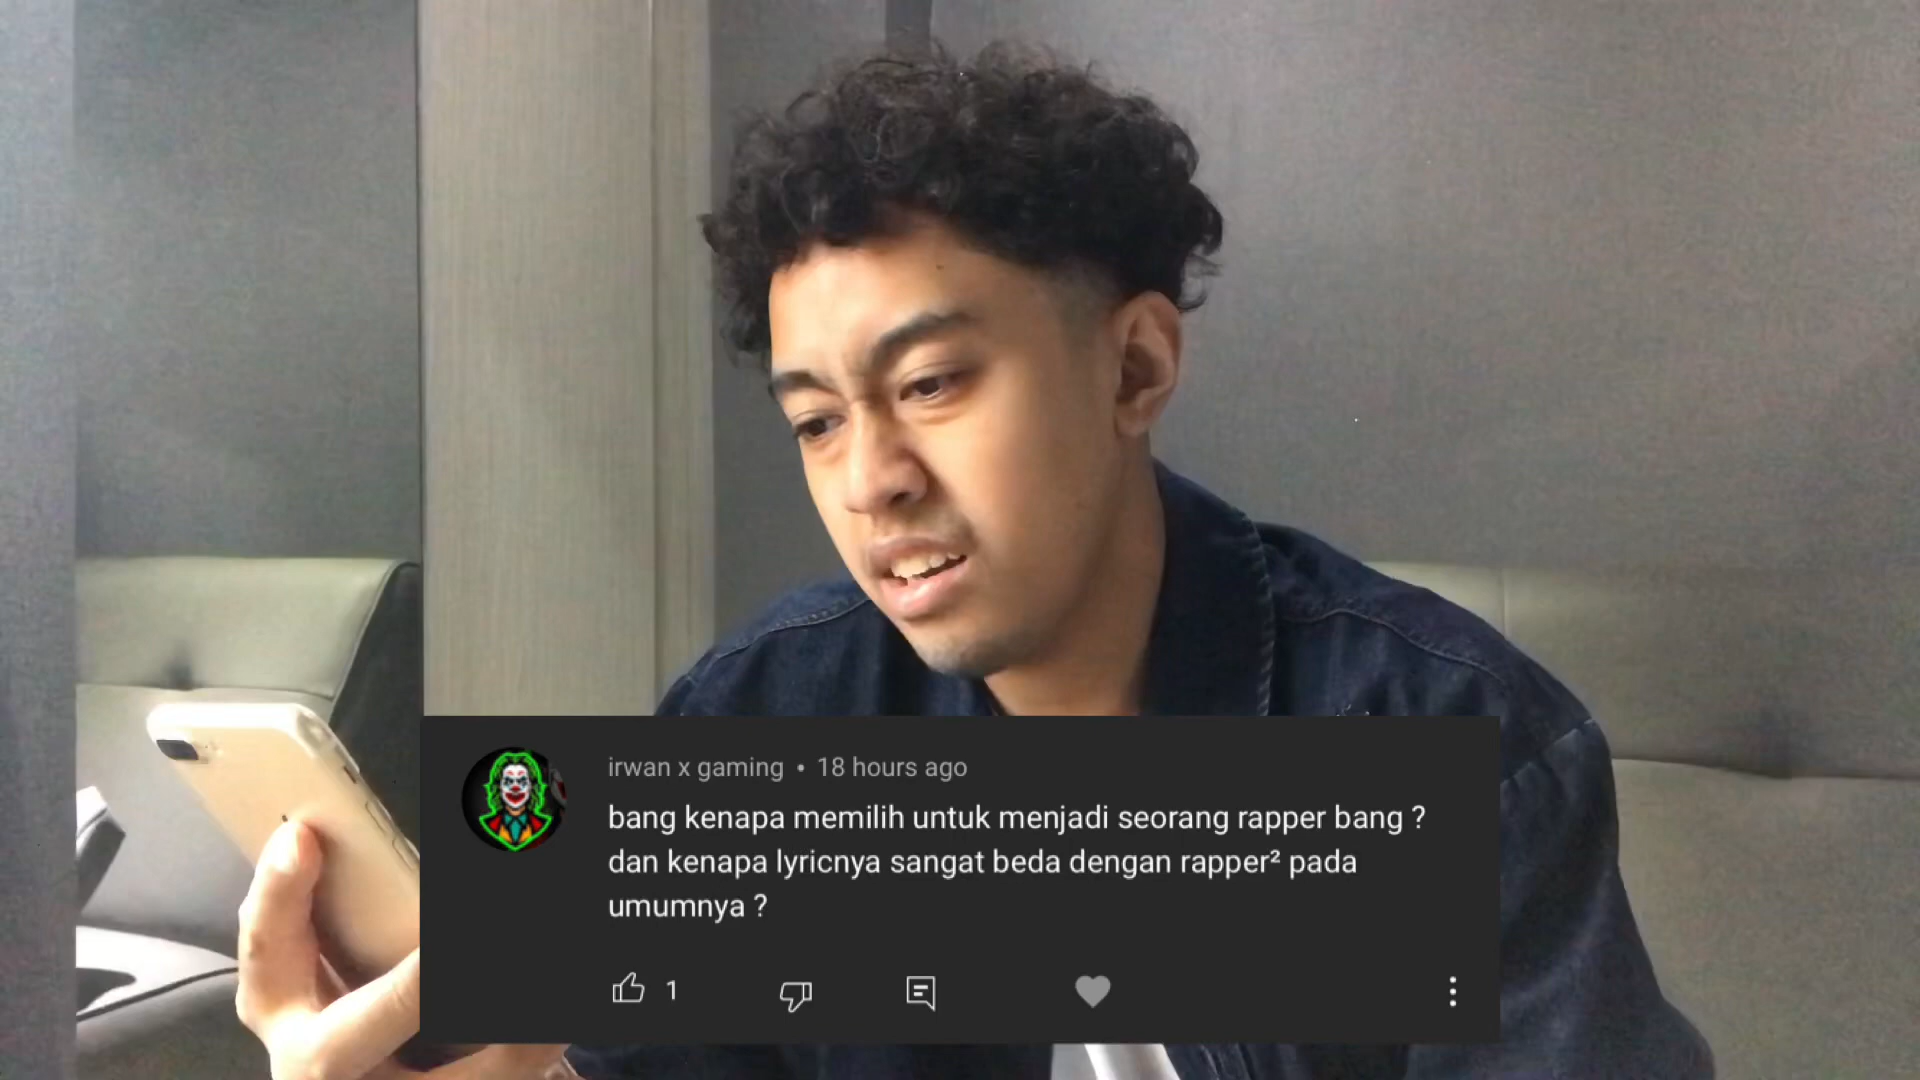 irwan x gaming • 18 hours ago
bang kenapa memilih untuk menjadi seorang rapper bang ?
dan kenapa lyricnya sangat beda dengan rapper² pada
umumnya ?
1